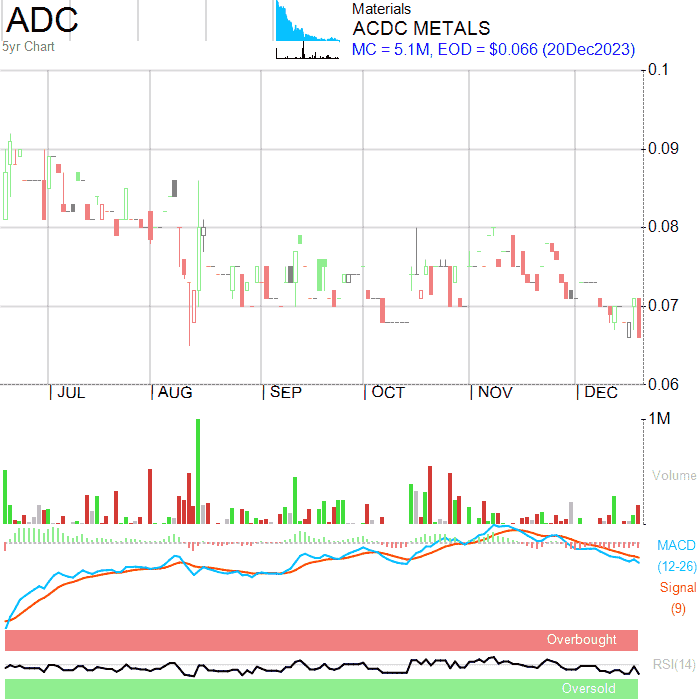 ADC
5yr Chart
Materials
ACDC METALS
MC = 5.1M, EOD = $0.066 (20Dec2023)
0.1
0.09
0.08
0.07
0.06
JUL AUG SEP OCT NOV DEC
1M
Volume
MACD
(12-26)
Signal
(9)
Overbought
RSI(14)
Oversold